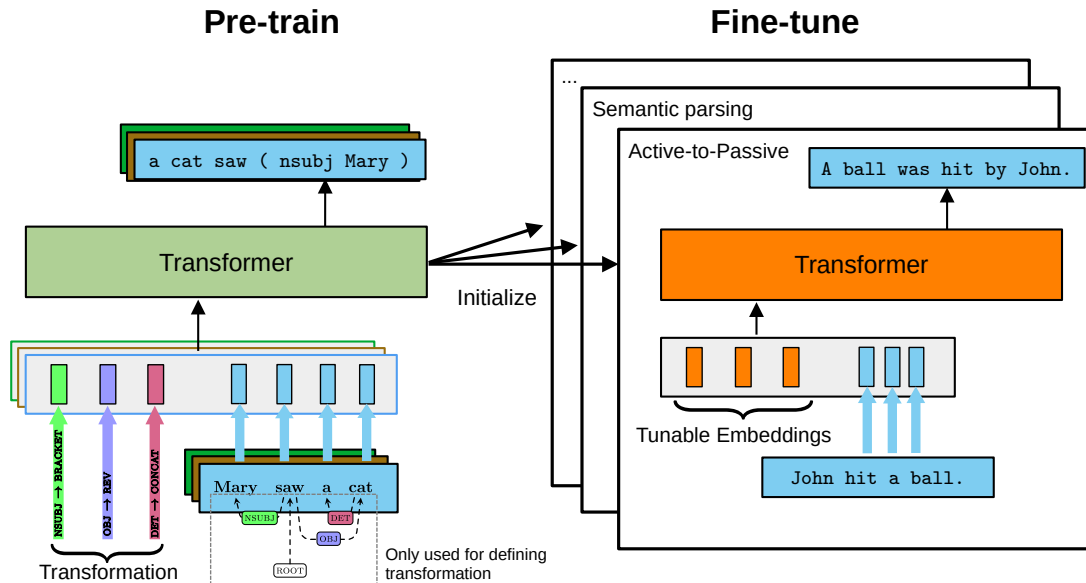 Pre-train
Fine-tune
a cat saw ( nsubj Mary )
Transformer
Initialize
NSUBJ → BRACKET
OBJ → REV
DET → CONCAT
Transformation
Mary saw a cat
NSUBJ
DET
OBJ
ROOT
Only used for defining
transformation
...
Semantic parsing
Active-to-Passive
A ball was hit by John.
Transformer
Tunable Embeddings
John hit a ball.